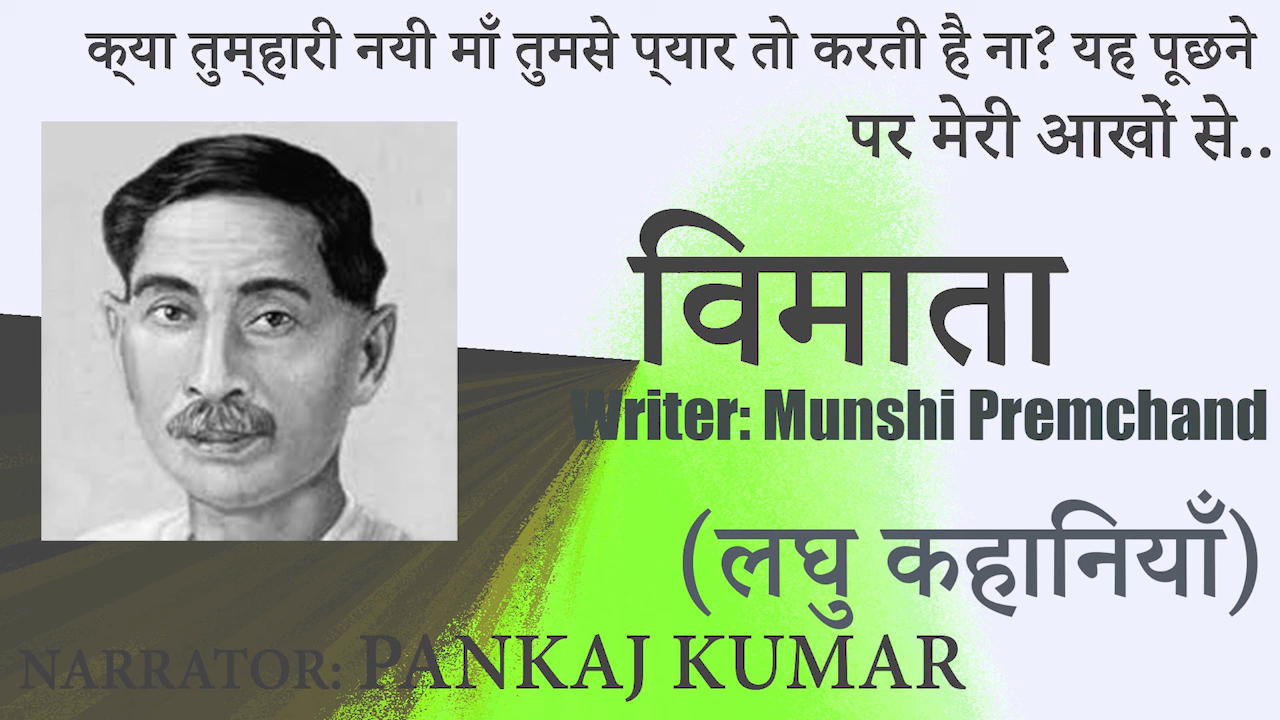 क्‌या तुम्‌हारी नयी माँ तुमसे प्‌यार तो करती है ना? यह पूछने
पर मेरी आखों से..
विमाता
Writer: Munshi Premchand
(लघु कहानियाँ)
NARRATOR: PANKAJ KUMAR